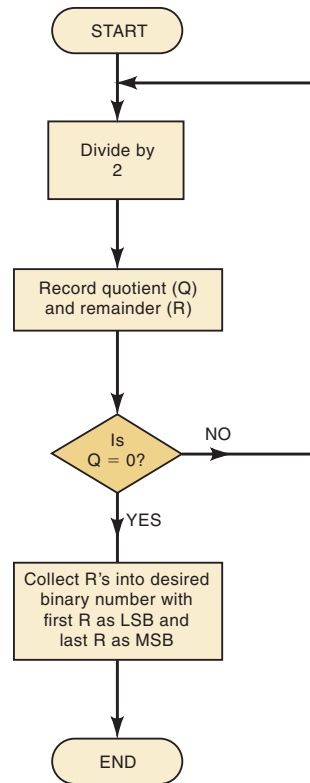 START
Divide by
2
Record quotient (Q)
and remainder (R)
Is
Q = 0?
NO
YES
Collect R's into desired
binary number with
first R as LSB and
last R as MSB
END